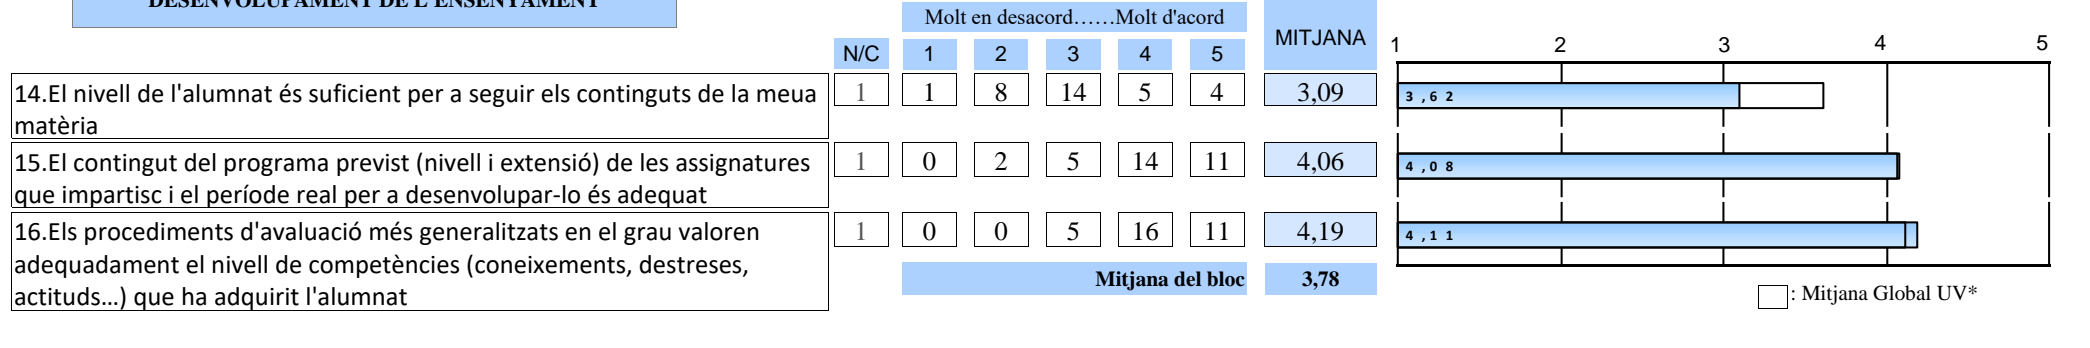 DESENVOLUPAMENT DE L'ENSENYAMENT
Molt en desacord……Molt d'acord
MITJANA
N/C 1 2 3 4 5
1 2 3 4 5
14.El nivell de l'alumnat és suficient per a seguir els continguts de la meua
matèria
1 1 8 14 5 4 3,09
3,62
15.El contingut del programa previst (nivell i extensió) de les assignatures
que impartisc i el període real per a desenvolupar-lo és adequat
1 0 2 5 14 11 4,06
4,08
16.Els procediments d'avaluació més generalitzats en el grau valoren
adequadament el nivell de competències (coneixements, destreses,
actituds…) que ha adquirit l'alumnat
1 0 0 5 16 11 4,19
4,11
Mitjana del bloc 3,78
: Mitjana Global UV*